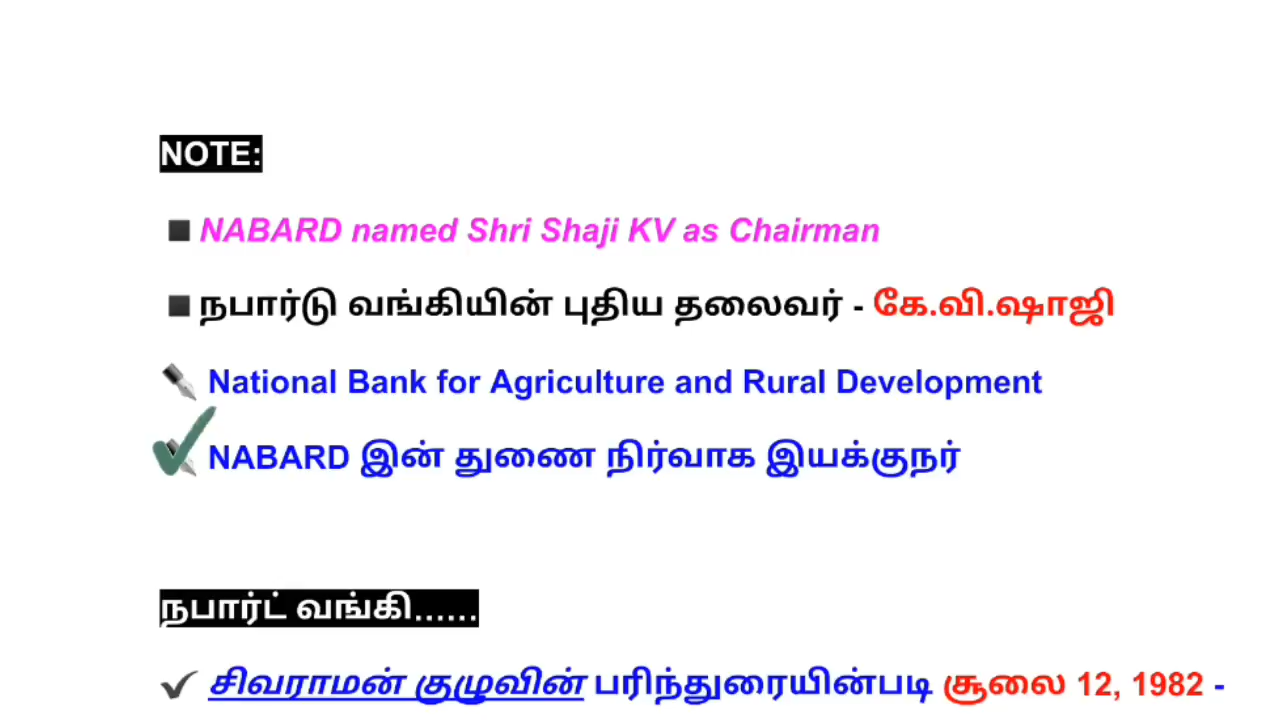 NOTE:
NABARD named Shri Shaji KV as Chairman
நபார்டு வங்கியின் புதிய தலைவர் - கே.வி.ஷாஜி
National Bank for Agriculture and Rural Development
NABARD இன் துணை நிர்வாக இயக்குநர்
நபார்ட் வங்கி......
சிவராமன் குழுவின் பரிந்துரையின்படி சூலை 12, 1982 -